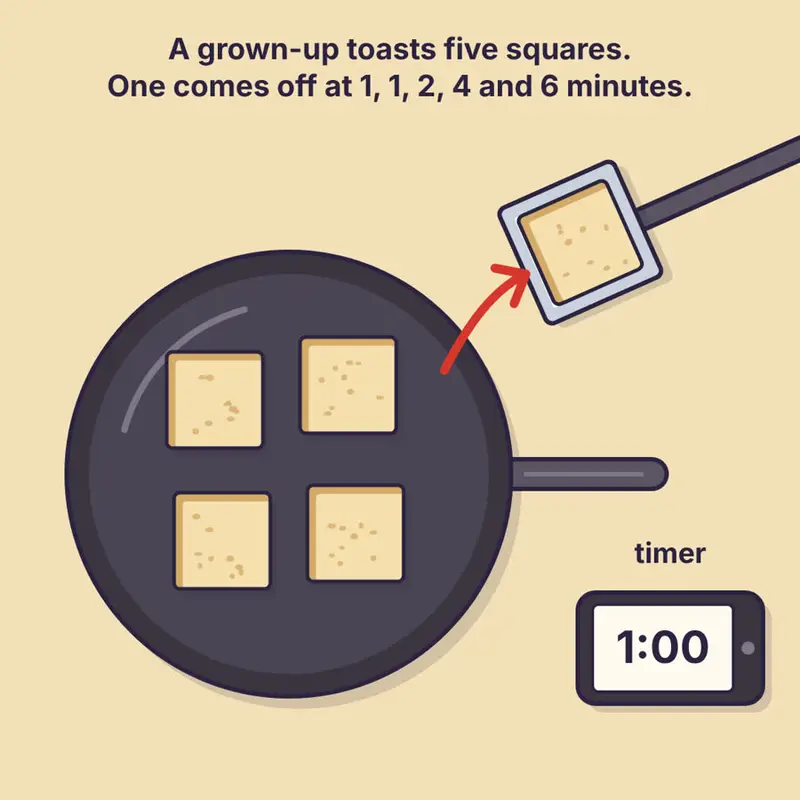 A grown-up toasts five squares.
One comes off at 1, 1, 2, 4 and 6 minutes.
timer
1:00